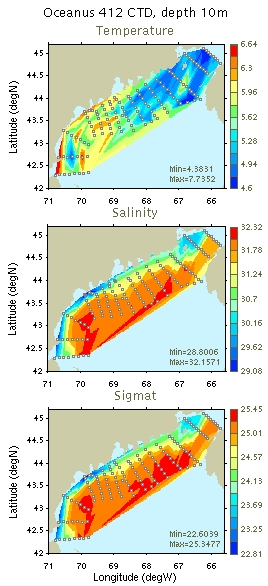 Oceanus 412 CTD, depth 10m
Temperature
45
44.5
44
43.5
43
42.5
42
Latitude (degN)
71 70 69 68 67 66
Min=4.3831
Max=7.7352
6.64
6.3
5.96
5.62
5.28
4.94
4.6
Salinity
45
44.5
44
43.5
43
42.5
42
Latitude (degN)
71 70 69 68 67 66
Min=28.8006
Max=32.1571
32.32
31.78
31.24
30.7
30.16
29.62
29.08
Sigmat
45
44.5
44
43.5
43
42.5
42
Latitude (degN)
71 70 69 68 67 66
Longitude (degW)
Min=22.6039
Max=25.3477
25.45
25.01
24.57
24.13
23.69
23.25
22.81